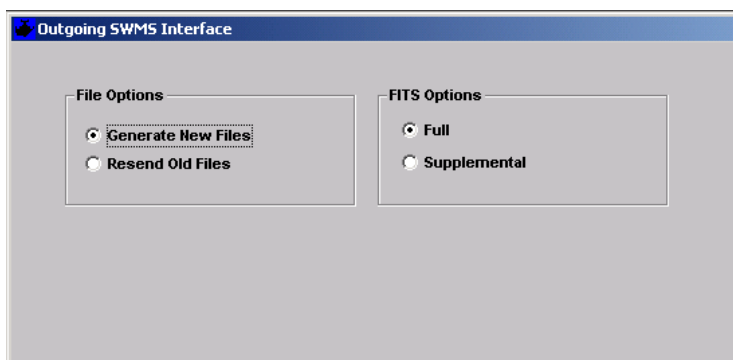 Outgoing SWMS Interface
File Options
Generate New Files
Resend Old Files
FITS Options
Full
Supplemental